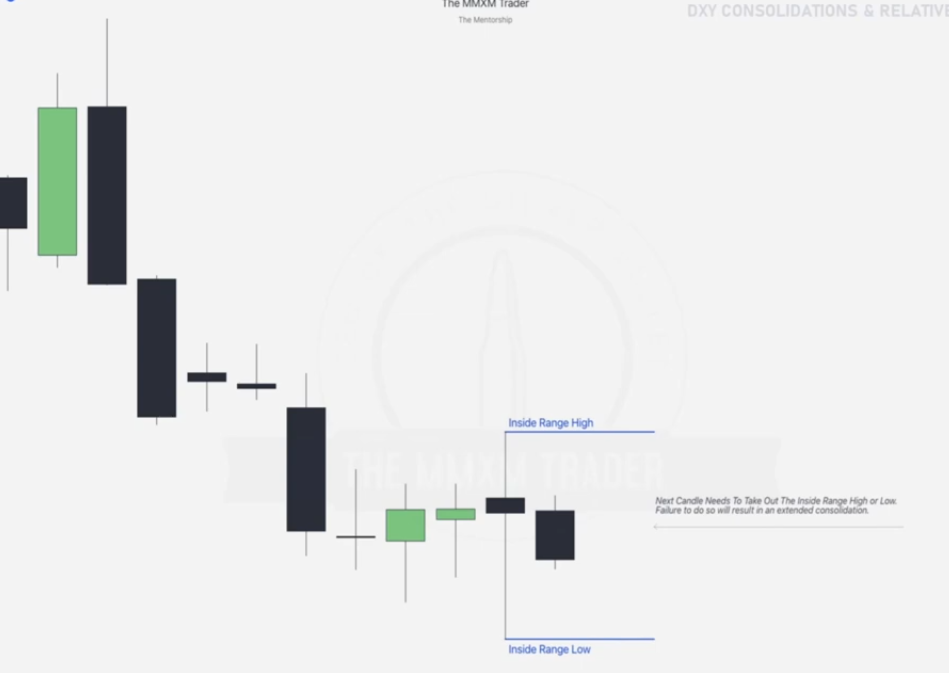 The MMXM Trader
The Mentorship
DXY CONSOLIDATIONS & RELATIVE
Inside Range High
THE MMXM TRADER
Next Candle Needs To Take Out The Inside Range High or Low.
Failure to do so will result in an extended consolidation.
Inside Range Low